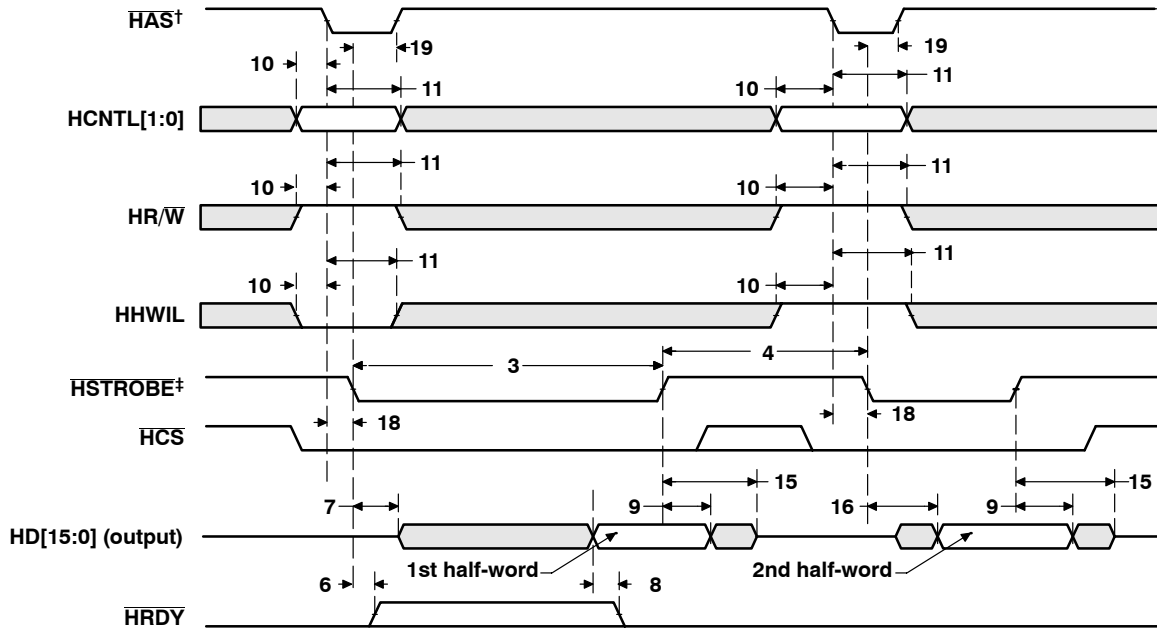 HAS†
19 19
10 11 10 11
HCNTL[1:0]
11 11
10 10
HR/W
11 11
10 10
HHWIL
3 4
HSTROBE‡
18 18
HCS
15 15
7 9 16 9
HD[15:0] (output)
1st half-word 2nd half-word
6 8
HRDY